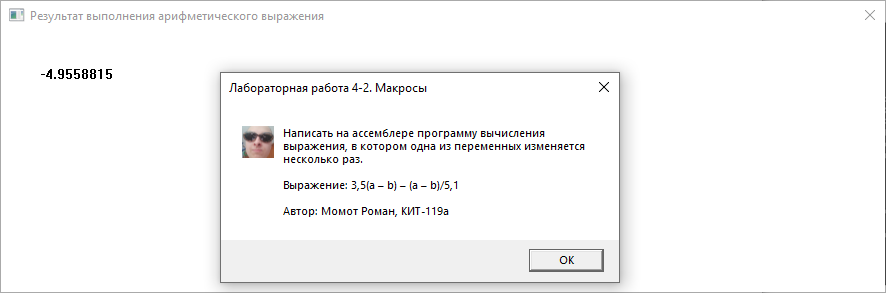 Результат выполнения арифметического выражения
-4.9558815
Лабораторная работа 4-2. Макросы
Написать на ассемблере программу вычисления
выражения, в котором одна из переменных изменяется
несколько раз.
Выражение: 3,5(a – b) – (a – b)/5,1
Автор: Момот Роман, КИТ-119а
OK